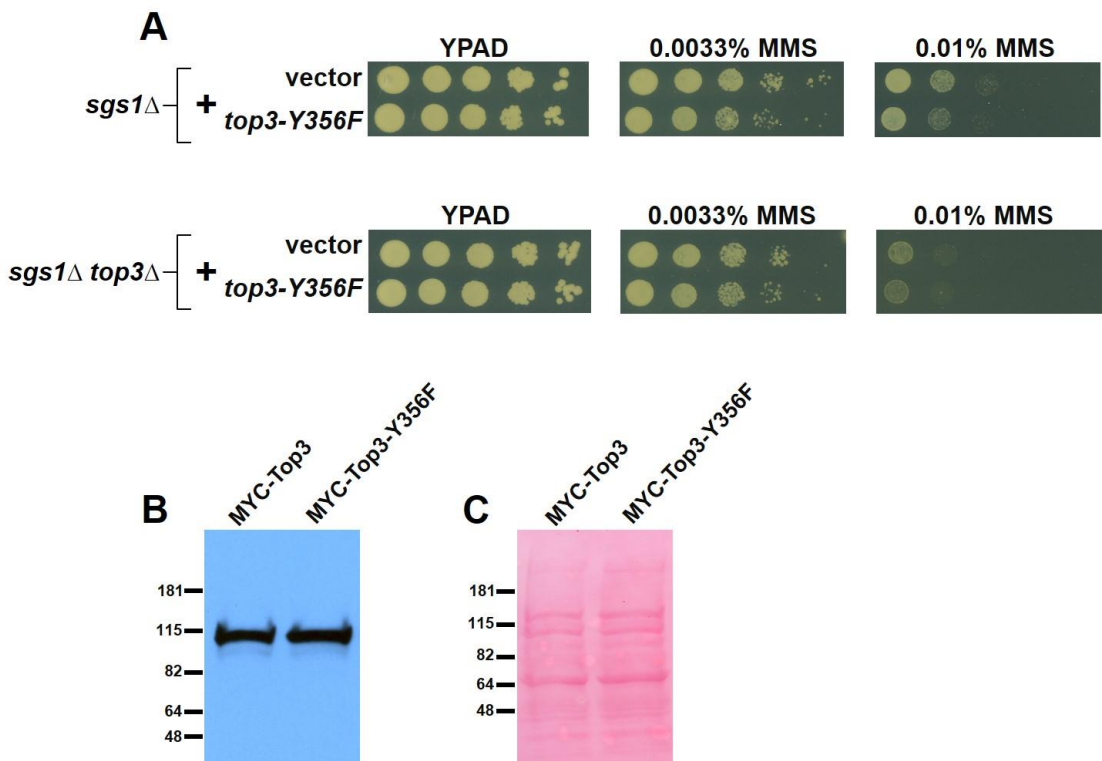 A
YPAD 0.0033% MMS 0.01% MMS
vector
sgs1Δ + top3-Y356F
YPAD 0.0033% MMS 0.01% MMS
vector
sgs1Δ top3Δ + top3-Y356F
B MYC-Top3 MYC-Top3-Y356F
181
115
82
64
48
C MYC-Top3 MYC-Top3-Y356F
181
115
82
64
48